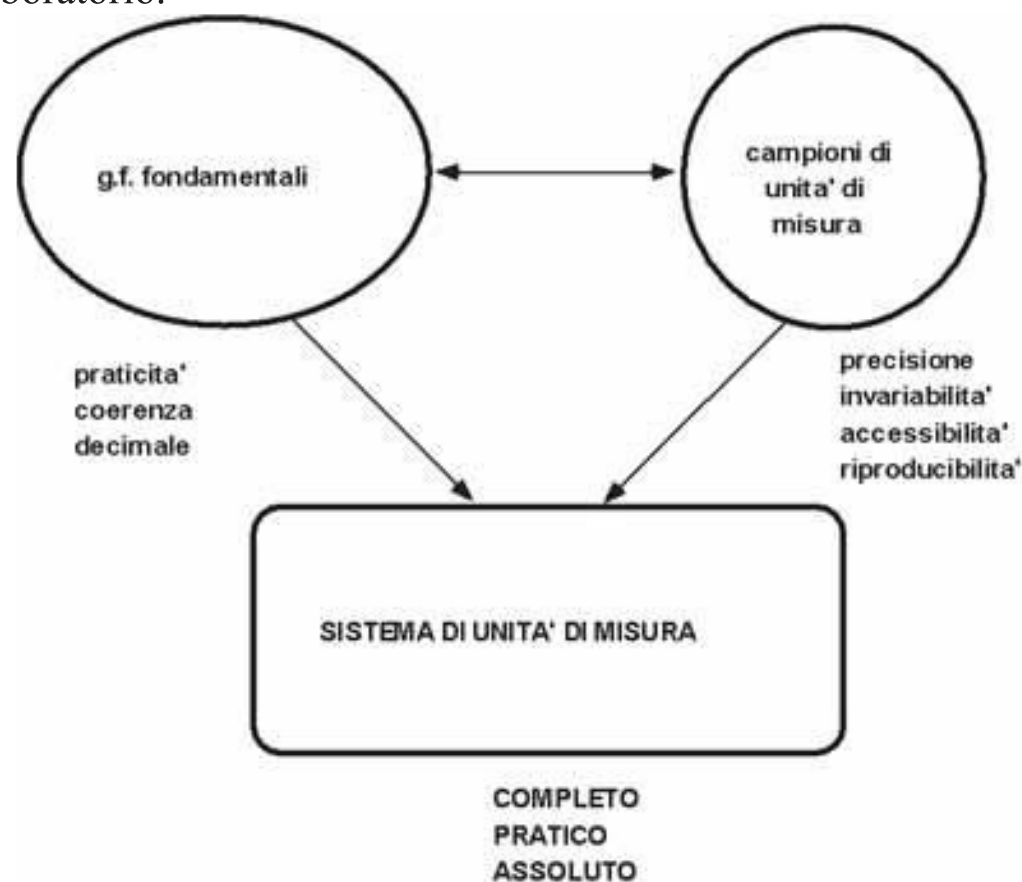 g.f. fondamentali
campioni di
unita' di
misura
praticita'
coerenza
decimale
precisione
invariabilita'
accessibilita'
riproducibilita'
SISTEMA DI UNITA' DI MISURA
COMPLETO
PRATICO
ASSOLUTO